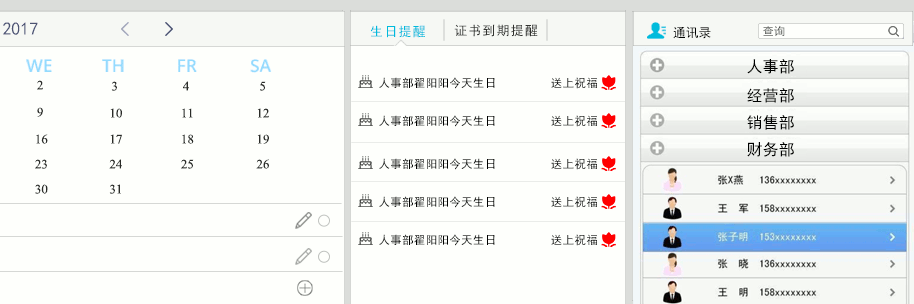 2017
WE TH FR SA
2 3 4 5
9 10 11 12
16 17 18 19
23 24 25 26
30 31
生日提醒 证书到期提醒
人事部翟阳阳今天生日 送上祝福
人事部翟阳阳今天生日 送上祝福
人事部翟阳阳今天生日 送上祝福
人事部翟阳阳今天生日 送上祝福
人事部翟阳阳今天生日 送上祝福
通讯录 查询
人事部
经营部
销售部
财务部
张X燕 136xxxxxxxx
王 军 158xxxxxxxx
张子明 153xxxxxxxx
张 晓 136xxxxxxxx
王 明 158xxxxxxxx